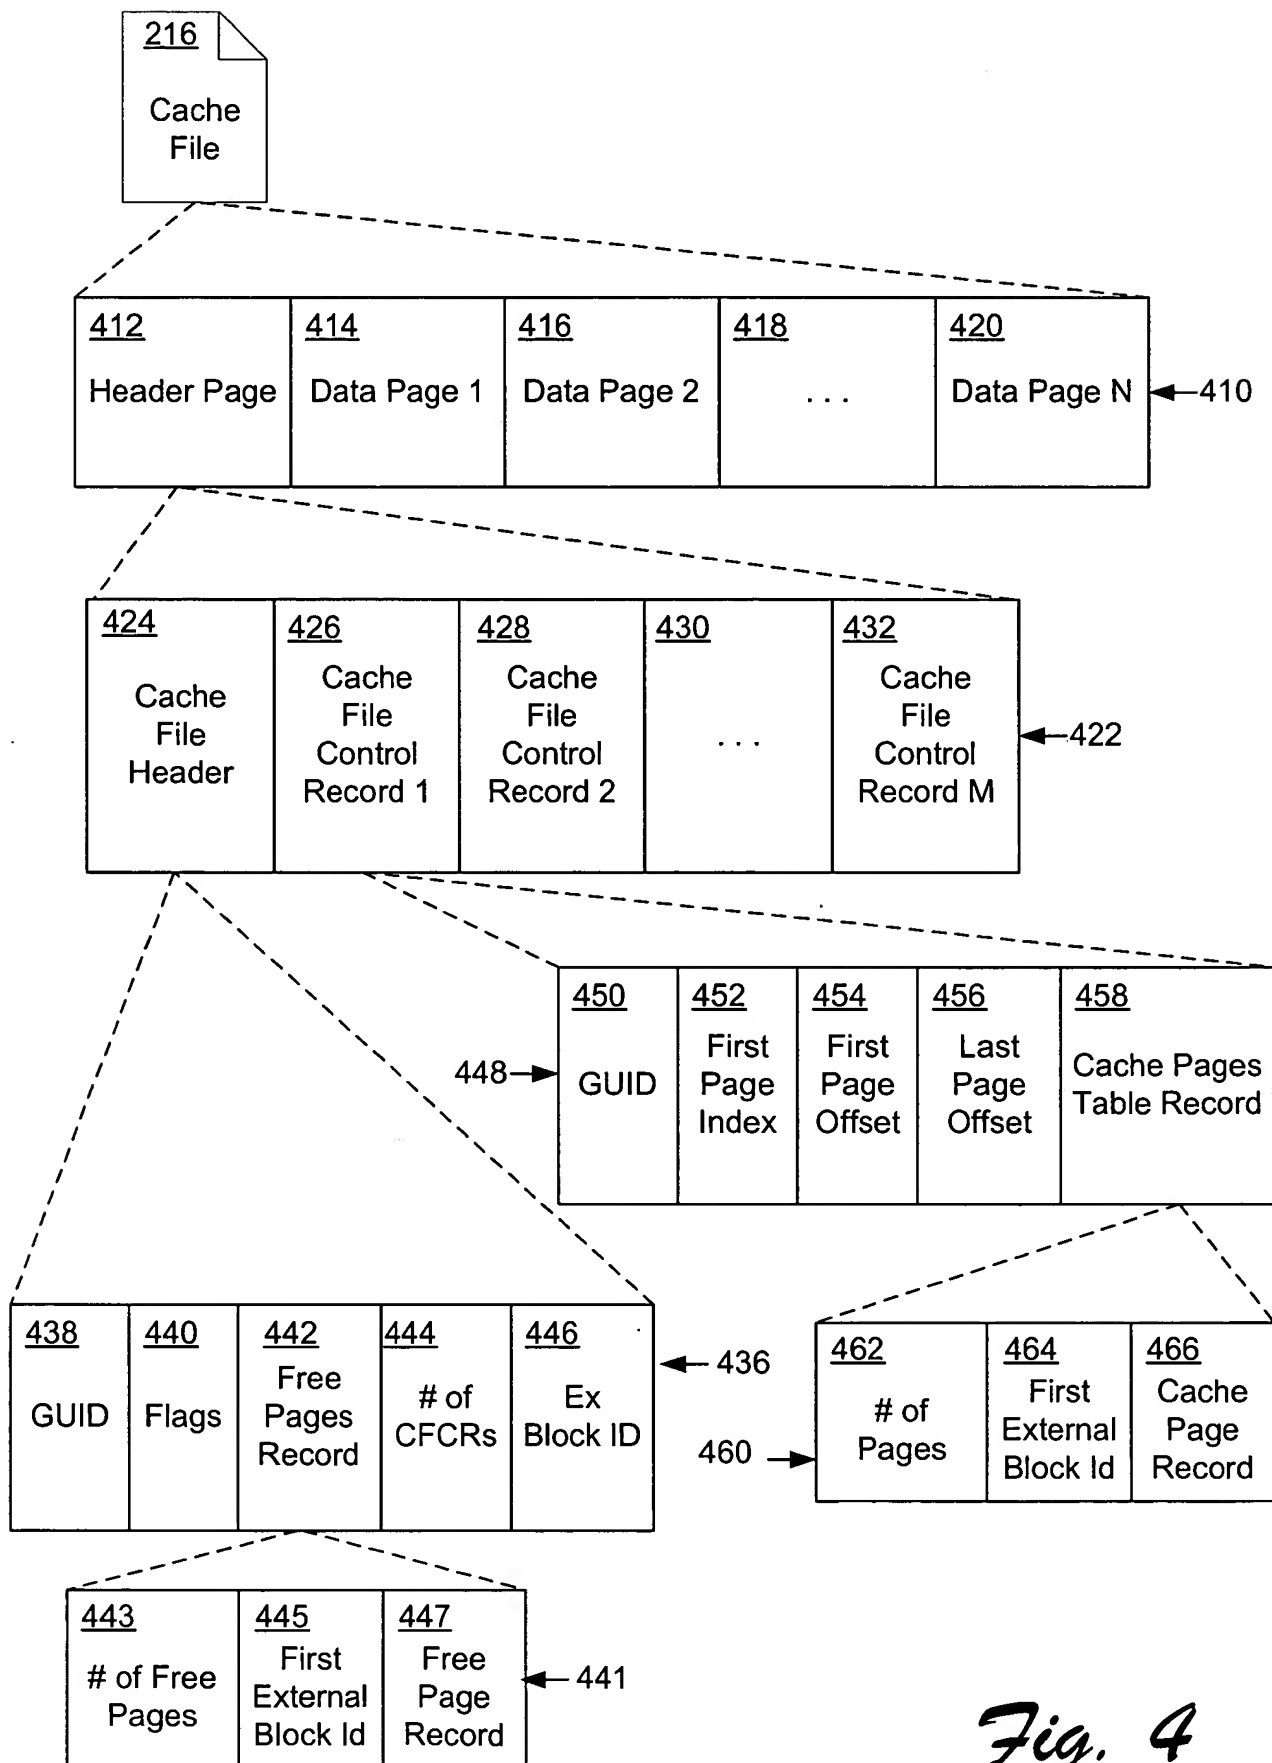 216
Cache
File
412 414 416 418 420
Header Page Data Page 1 Data Page 2 . . . Data Page N 410
424 426 428 430 432
Cache
File
Header
Cache
File
Control
Record 1
Cache
File
Control
Record 2
. . .
Cache
File
Control
Record M
422
448
450
GUID
452
First
Page
Index
454
First
Page
Offset
456
Last
Page
Offset
458
Cache Pages
Table Record
438
GUID
440
Flags
442
Free
Pages
Record
444
# of
CFCRs
446
Ex
Block ID
436
460
462
# of
Pages
464
First
External
Block Id
466
Cache
Page
Record
443
# of Free
Pages
445
First
External
Block Id
447
Free
Page
Record
441
Fig. 4